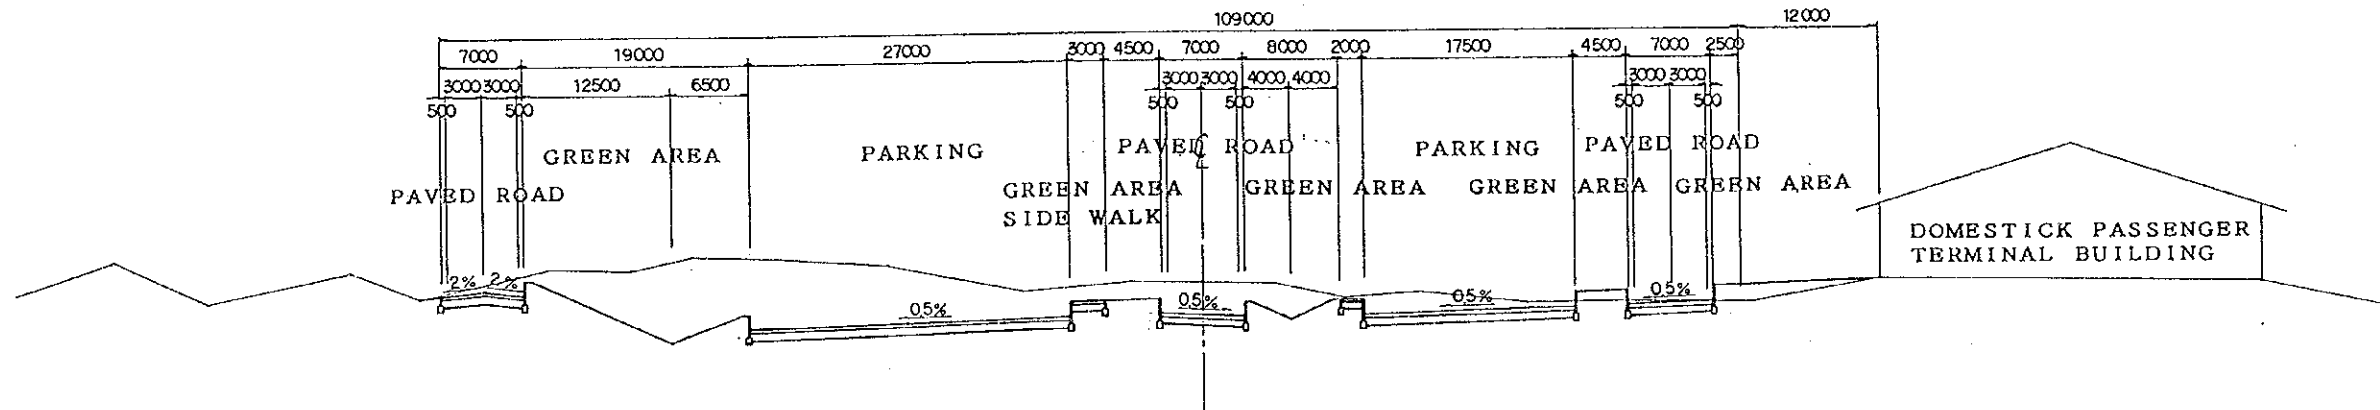 109000 12000
7000 19000 27000 3000 4500 7000 8000 2000 17500 4500 7000 2500
3000 3000 12500 6500 3000 3000 4000 4000 3000 3000
500 500 500 500 500 500
GREEN AREA PARKING PAVED ROAD PARKING PAVED ROAD
PAVED ROAD GREEN AREA GREEN AREA GREEN AREA GREEN AREA
SIDE WALK
DOMESTICK PASSENGER
TERMINAL BUILDING
2% 2% 0.5% 0.5% 0.5% 0.5%